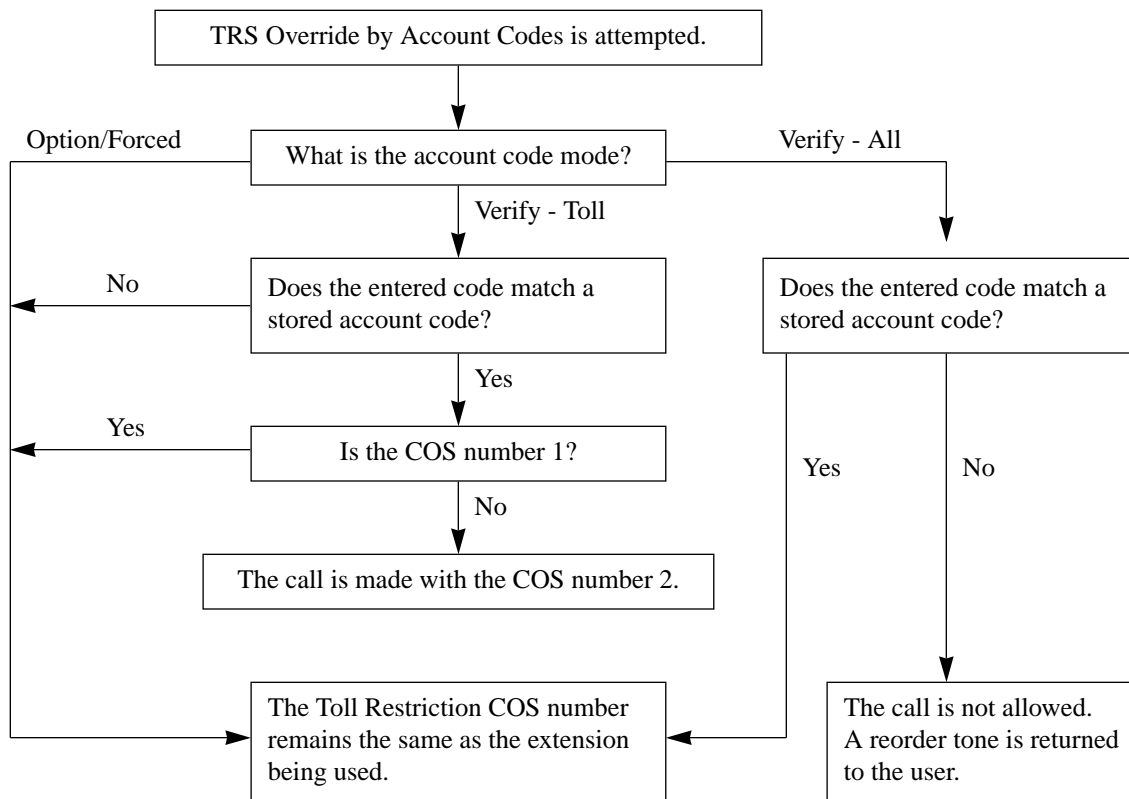 TRS Override by Account Codes is attempted.
Option/Forced
What is the account code mode?
Verify - All
Verify - Toll
No
Does the entered code match a
stored account code?
Does the entered code match a
stored account code?
Yes
Yes
Is the COS number 1?
Yes
No
No
The call is made with the COS number 2.
The Toll Restriction COS number
remains the same as the extension
being used.
The call is not allowed.
A reorder tone is returned
to the user.